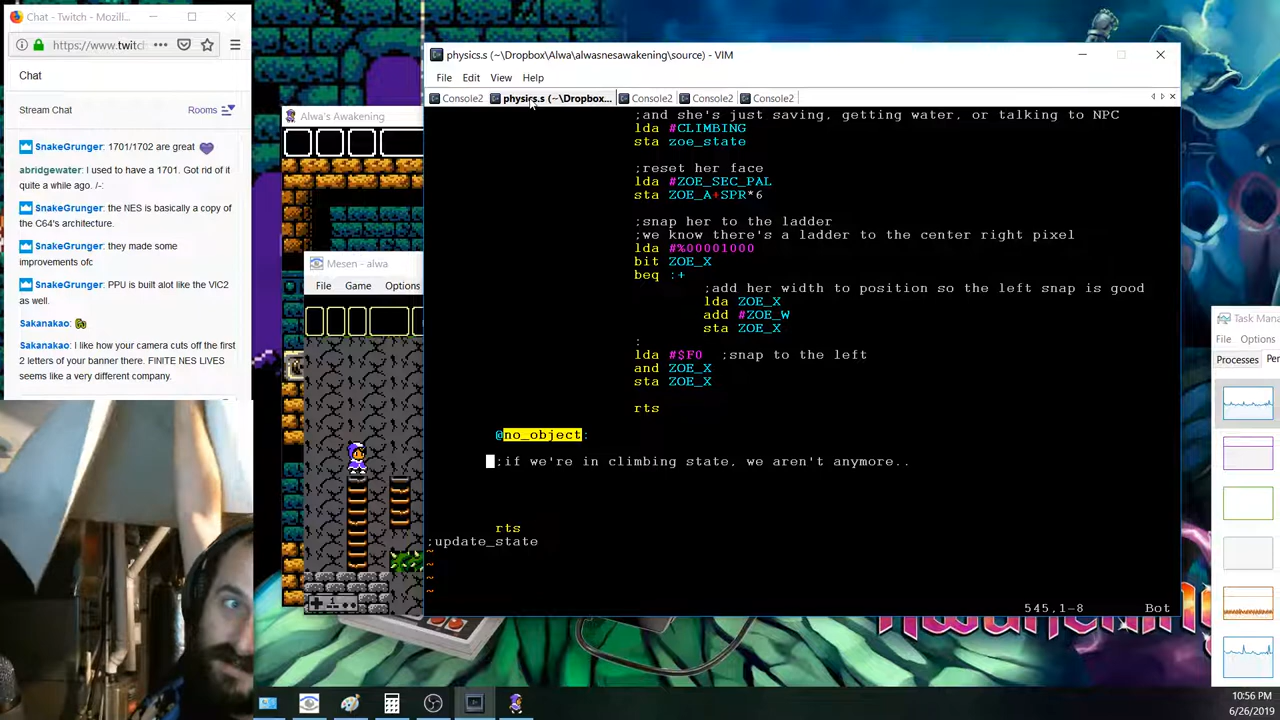 Chat - Twitch - Mozill...
https://www.twitcl
Chat
Stream Chat
Rooms
SnakeGrunger: 1701/1702 are great
abridgewater: I used to have a 1701. Got rid of it
quite a while ago. /-:
SnakeGrunger: the NES is basically a copy of
the C64's architecture.
SnakeGrunger: they made some
improvements ofc
SnakeGrunger: PPU is built alot like the VIC2
as well.
Sakanakao:
Sakanakao: I like how your camera cuts off the first
2 letters of your banner there. FINITE NES LIVES
seems like a very different company.
Alwa's Awakening
Mesen - alwa
File Game Options
physics.s (~\Dropbox\Alwa\alwasnesawakening\source) - VIM
File Edit View Help
Console2 physics.s (~\Dropbox... Console2 Console2 Console2
;and she's just saving, getting water, or talking to NPC
lda #CLIMBING
sta zoe_state
;reset her face
lda #ZOE_SEC_PAL
sta ZOE_A+SPR*6
;snap her to the ladder
;we know there's a ladder to the center right pixel
lda #%00001000
bit ZOE_X
beq :+
;add her width to position so the left snap is good
lda ZOE_X
add #ZOE_W
sta ZOE_X
:
lda #$F0 ;snap to the left
and ZOE_X
sta ZOE_X
rts
@no_object:
;if we're in climbing state, we aren't anymore..
rts
;update_state
~
~
~
~
545,1-8 Bot
Task Mana
File Options
Processes Per
10:56 PM
6/26/2019